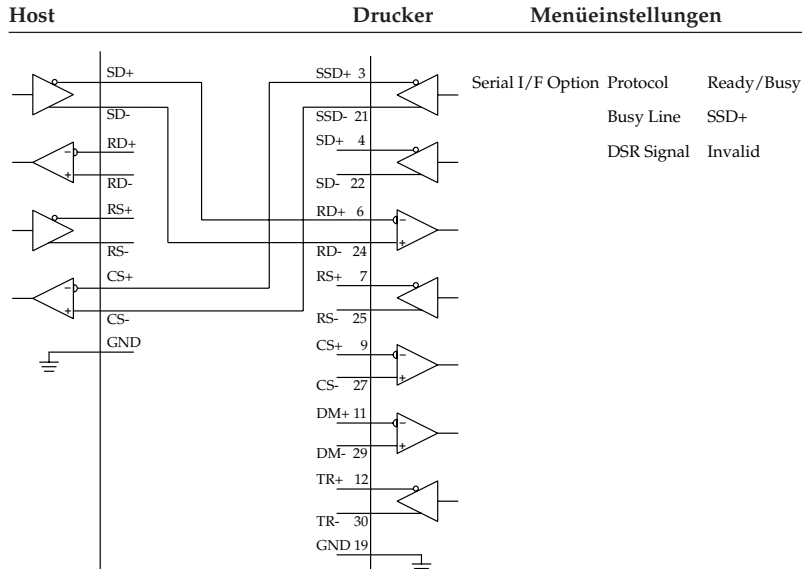 Host Drucker Menüeinstellungen
SD+ SSD+ 3 Serial I/F Option Protocol Ready/Busy
SD- SSD- 21 Busy Line SSD+
RD+ SD+ 4 DSR Signal Invalid
RD- SD- 22
RS+ RD+ 6
RS- RD- 24
CS+ RS+ 7
CS- RS- 25
GND CS+ 9
CS- 27
DM+ 11
DM- 29
TR+ 12
TR- 30
GND 19